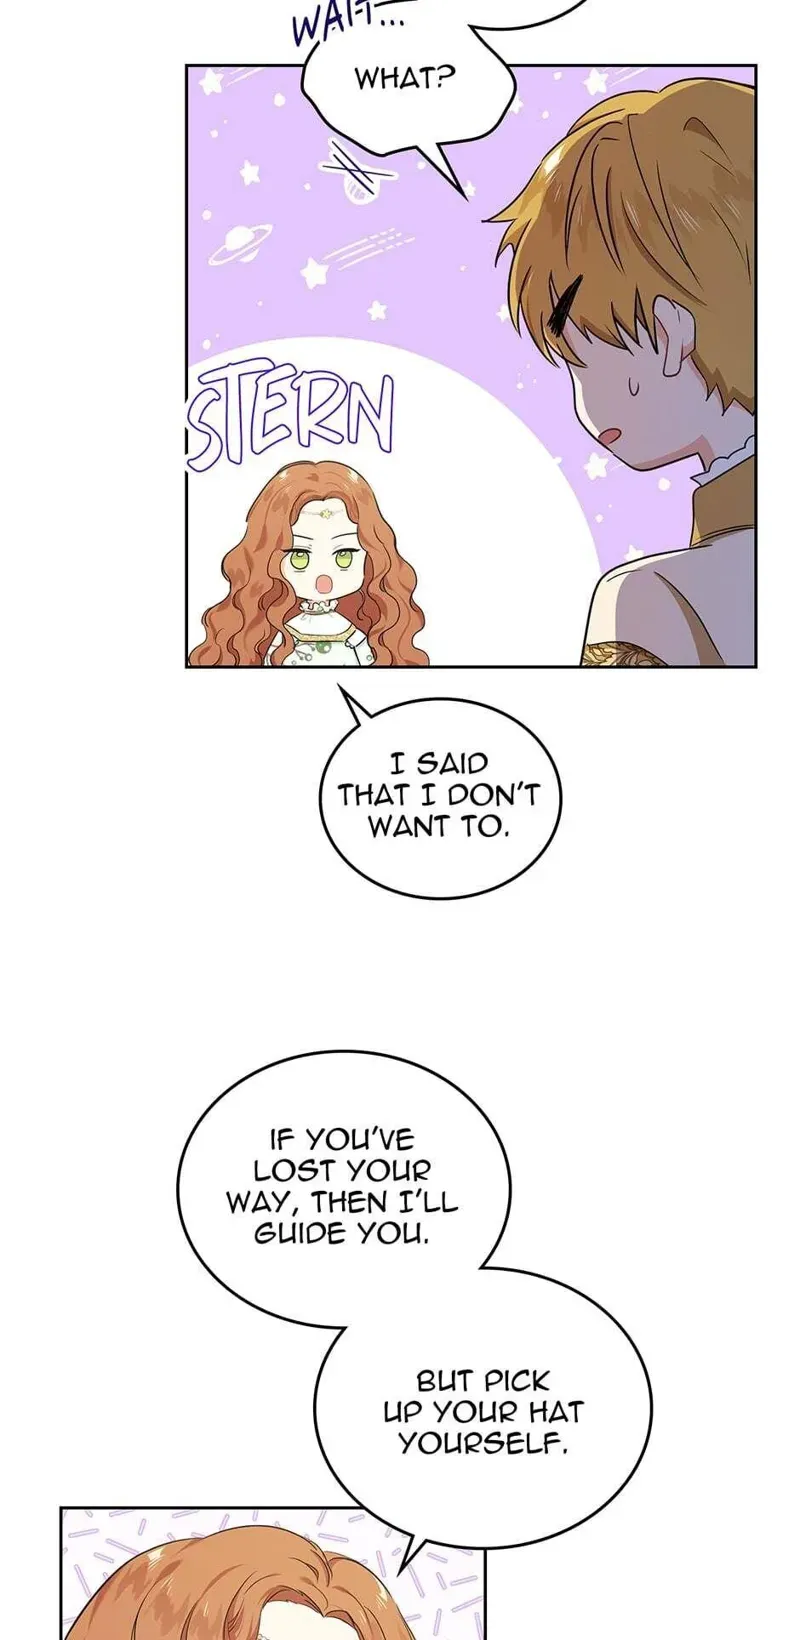 WAIT...
WHAT?
STERN
I SAID
THAT I DON'T
WANT TO.
IF YOU'VE
LOST YOUR
WAY, THEN I'LL
GUIDE YOU.
BUT PICK
UP YOUR HAT
YOURSELF.